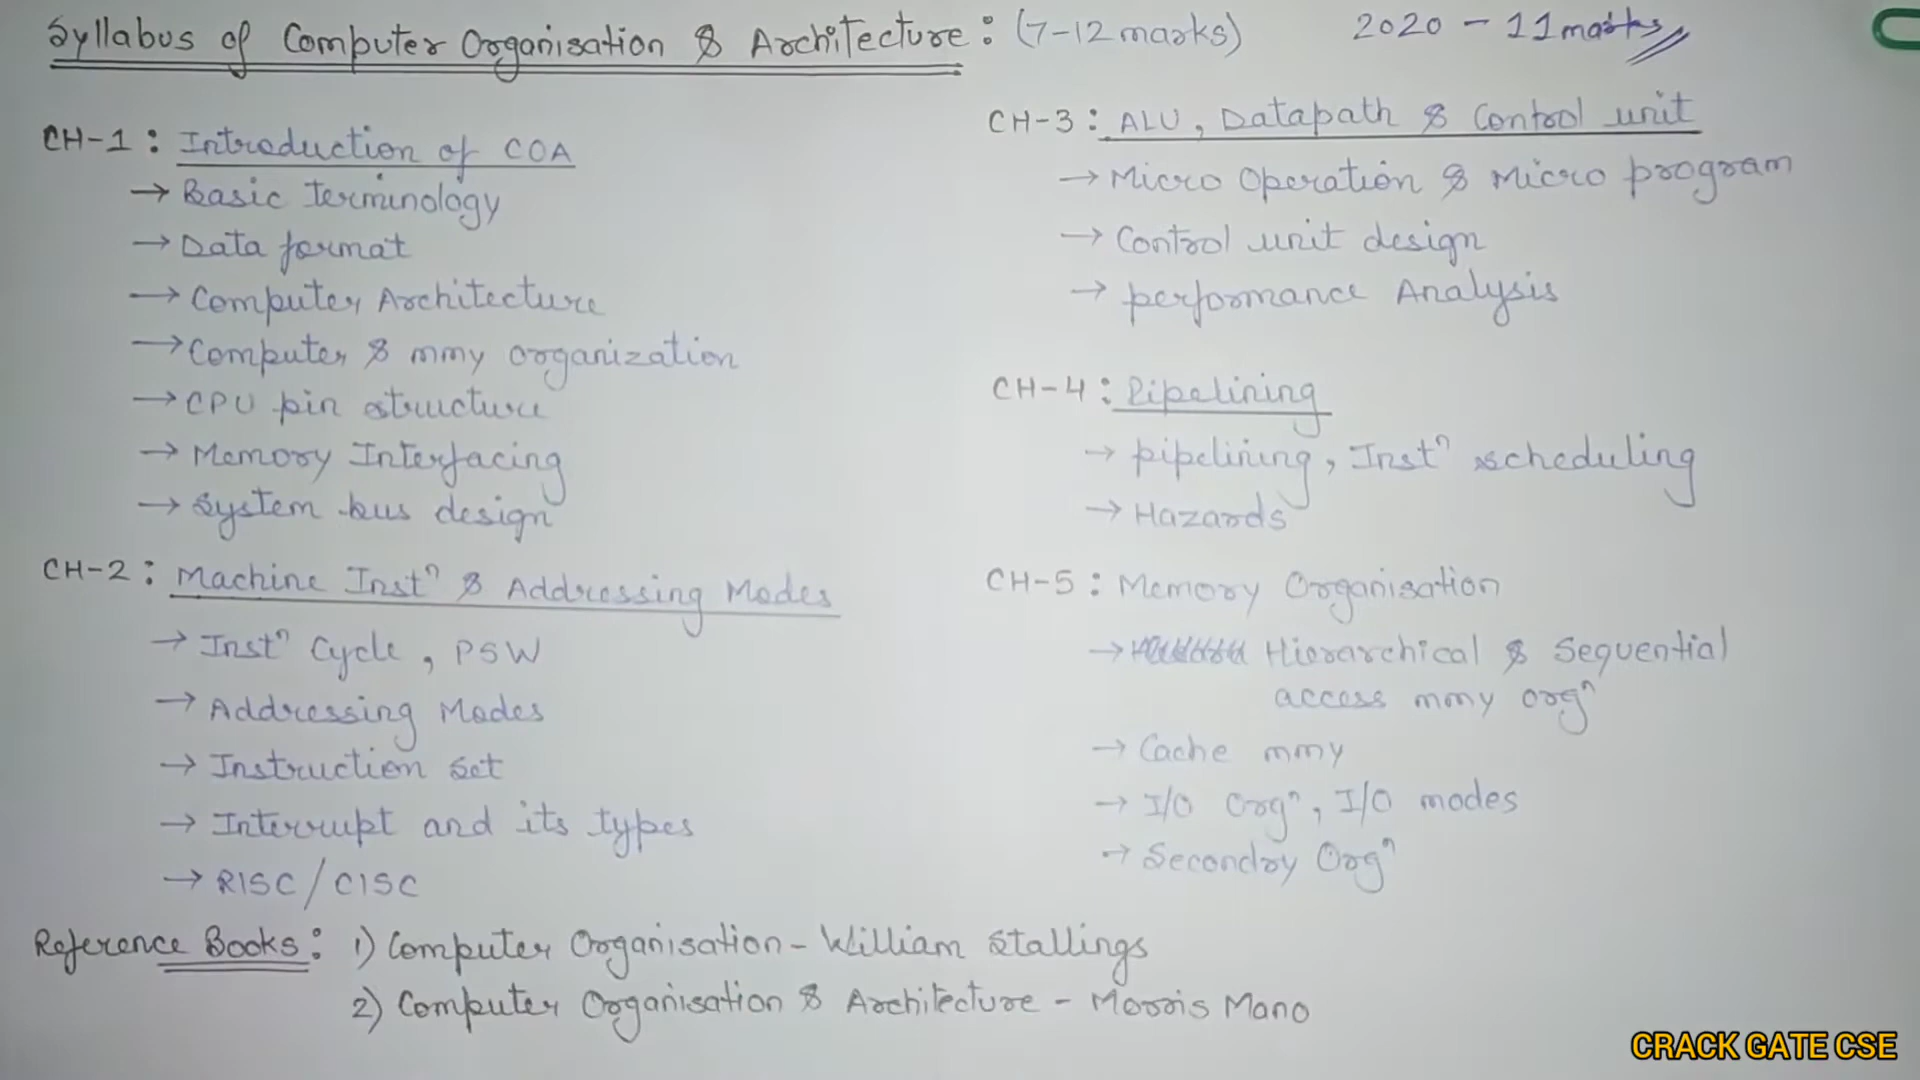 Syllabus of Computer Organisation & Architecture : (7-12 marks) 2020 - 11 marks
CH-1 : Introduction of COA
→ Basic terminology
→ Data format
→ Computer Architecture
→ Computer & mmy organization
→ CPU pin structure
→ Memory Interfacing
→ System bus design
CH-2 : Machine Instⁿ & Addressing Modes
→ Instⁿ Cycle , PSW
→ Addressing Modes
→ Instruction set
→ Interrupt and its types
→ RISC / CISC
CH-3 : ALU , Datapath & Control unit
→ Micro Operation & Micro program
→ Control unit design
→ performance Analysis
CH-4 : Pipelining
→ pipelining , Instⁿ scheduling
→ Hazards
CH-5 : Memory Organisation
→ Hierarchical & Sequential
access mmy orgⁿ
→ Cache mmy
→ I/O Orgⁿ , I/O modes
→ Secondry Orgⁿ
Reference Books : 1) Computer Organisation - William Stallings
2) Computer Organisation & Architecture - Morris Mano
CRACK GATE CSE